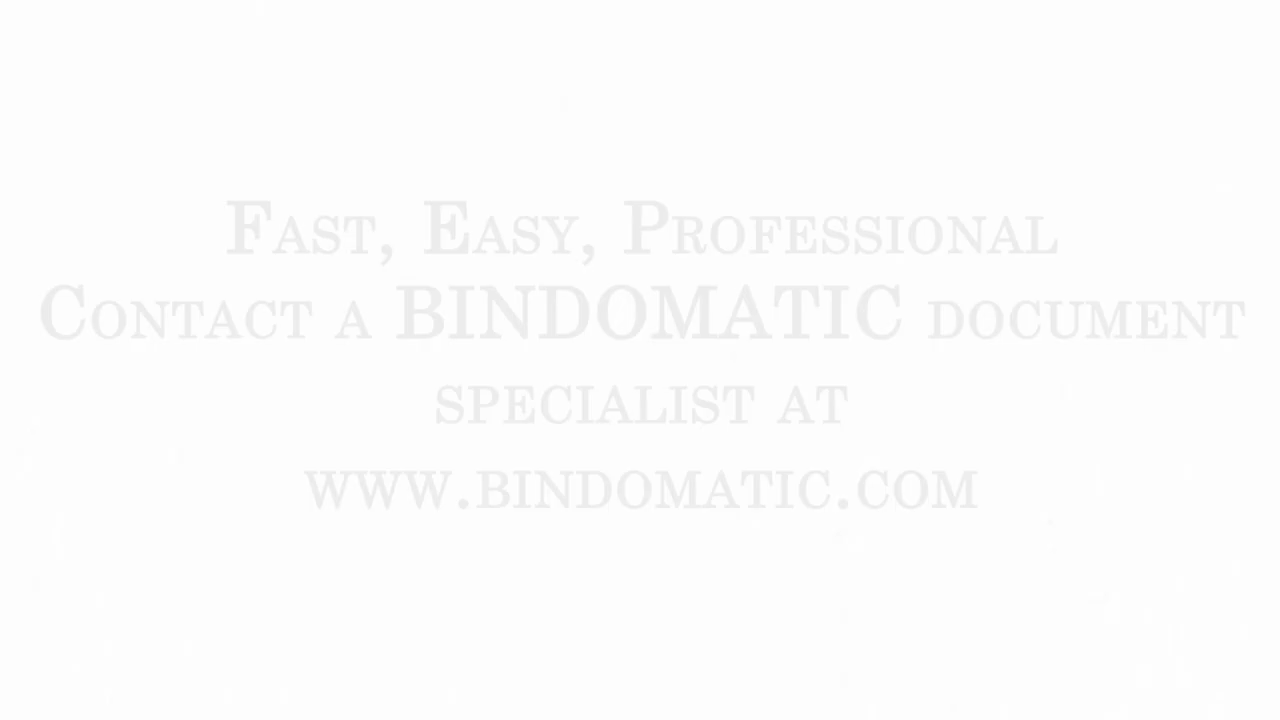 Fast, Easy, Professional
Contact a BINDOMATIC document
specialist at
www.bindomatic.com